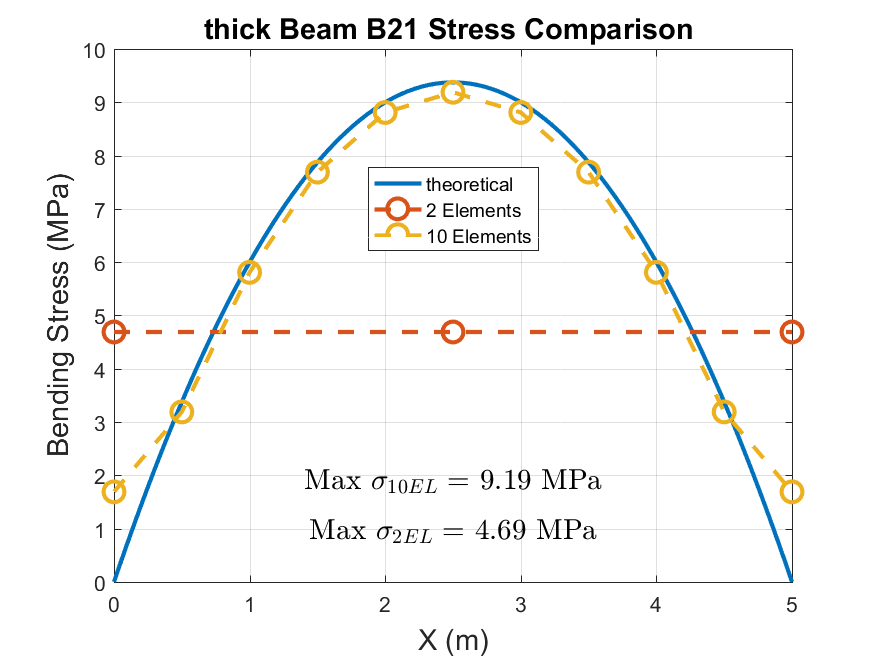 thick Beam B21 Stress Comparison
Bending Stress (MPa)
10
9
8
7
6
5
4
3
2
1
0
theoretical
2 Elements
10 Elements
Max σ10EL = 9.19 MPa
Max σ2EL = 4.69 MPa
0 1 2 3 4 5
X (m)